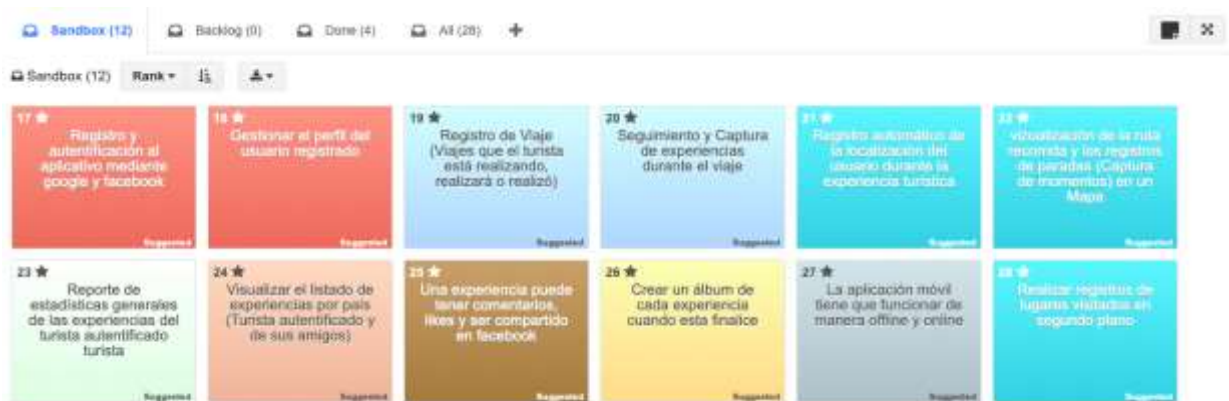 Sandbox (12) Backlog (0) Done (4) All (28)
Sandbox (12) Rank
17
Registro y
autentificación al
aplicativo mediante
google y facebook
Suggested
18
Gestionar el perfil del
usuario registrado
Suggested
19
Registro de Viaje
(Viajes que el turista
está realizando,
realizará o realizó)
Suggested
20
Seguimiento y Captura
de experiencias
durante el viaje
Suggested
21
Registro automático de
la localización del
usuario durante la
experiencia turística
Suggested
22
vizualización de la ruta
recorrida y los registros
de paradas (Captura
de momentos) en un
Mapa
Suggested
23
Reporte de
estadísticas generales
de las experiencias del
turista autentificado
turista
Suggested
24
Visualizar el listado de
experiencias por país
(Turista autentificado y
de sus amigos)
Suggested
25
Una experiencia puede
tener comentarios,
likes y ser compartido
en facebook
Suggested
26
Crear un álbum de
cada experiencia
cuando esta finalice
Suggested
27
La aplicación móvil
tiene que funcionar de
manera offline y online
Suggested
28
Realizar registros de
lugares visitados en
segundo plano
Suggested